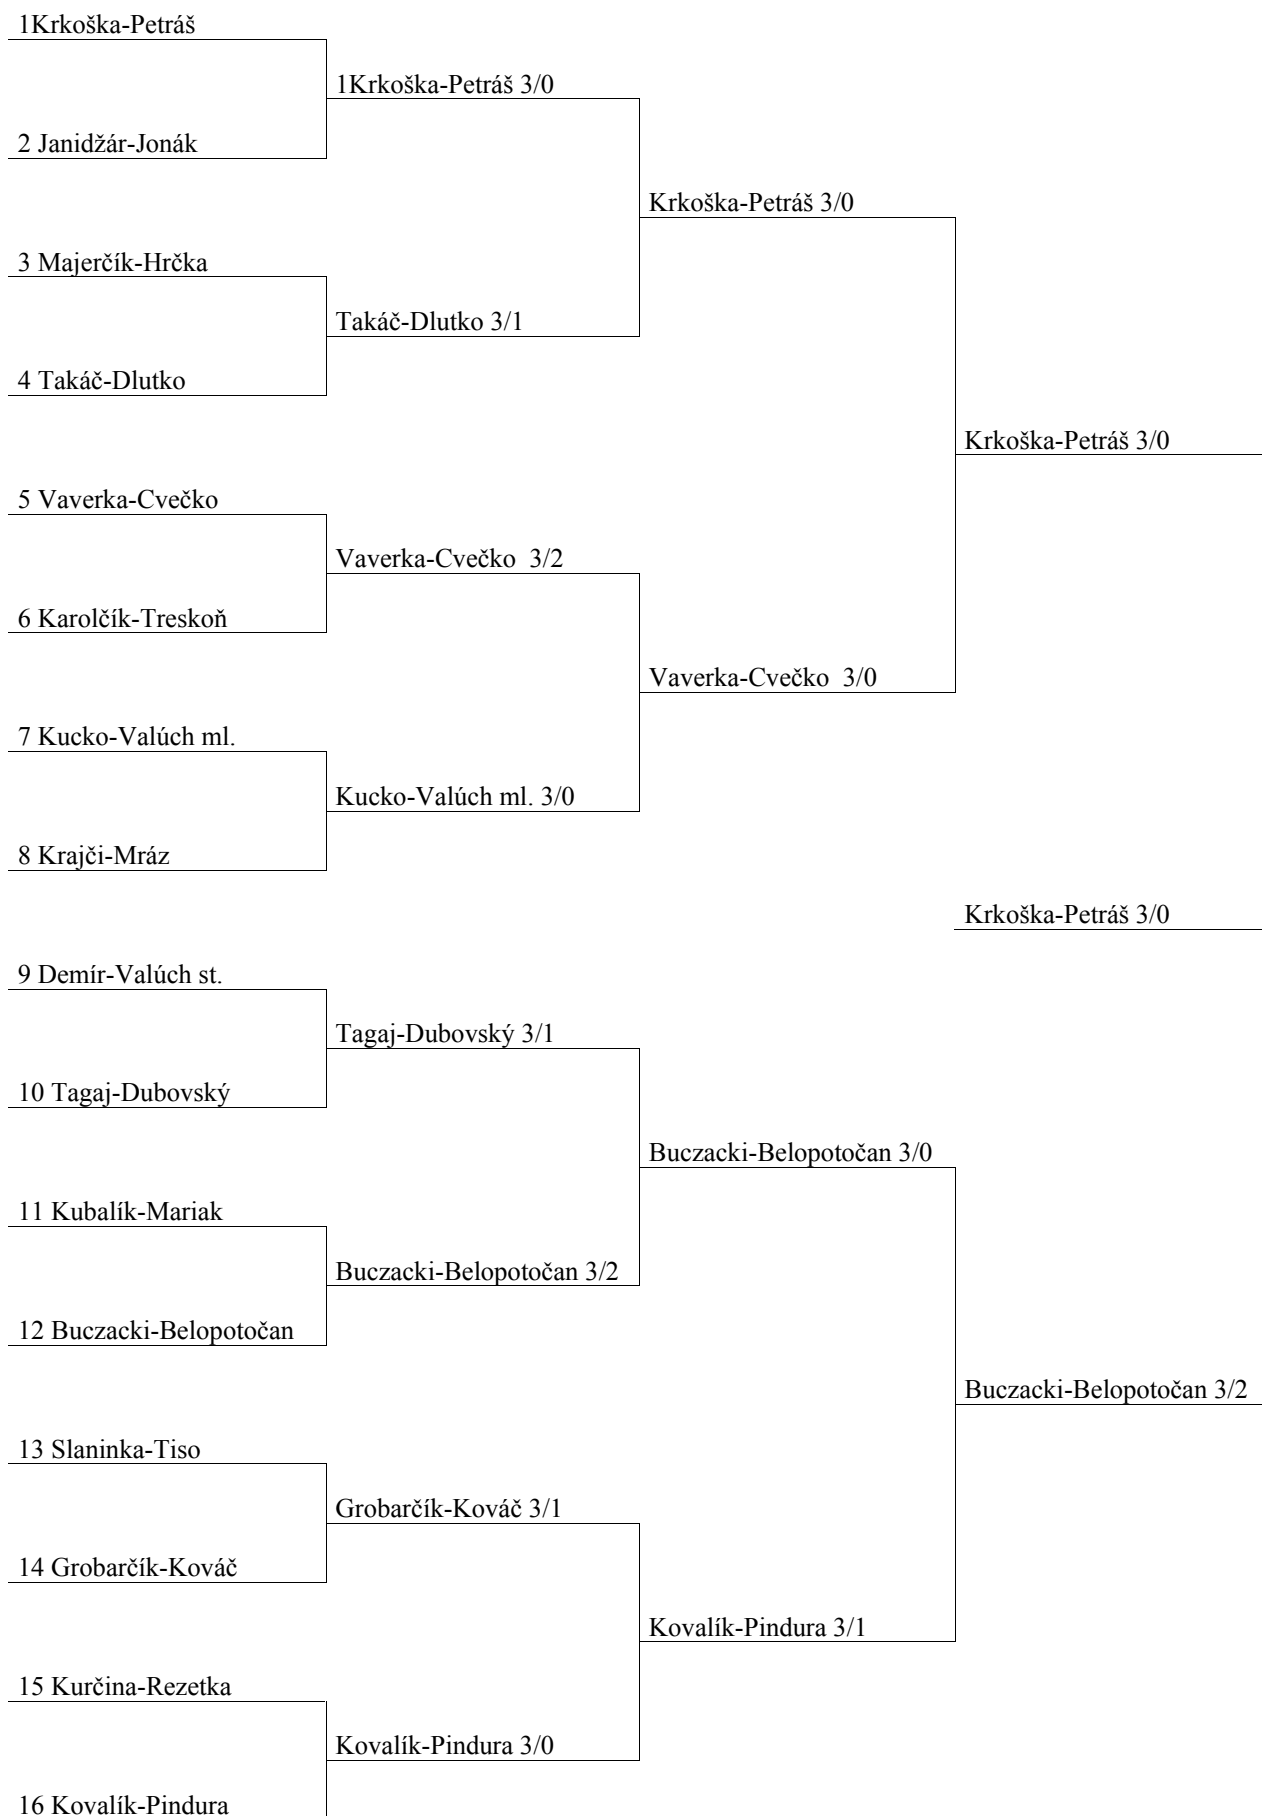 1Krkoška-Petráš
1Krkoška-Petráš 3/0
2 Janidžár-Jonák
Krkoška-Petráš 3/0
3 Majerčík-Hrčka
Takáč-Dlutko 3/1
4 Takáč-Dlutko
Krkoška-Petráš 3/0
5 Vaverka-Cvečko
Vaverka-Cvečko  3/2
6 Karolčík-Treskoň
Vaverka-Cvečko  3/0
7 Kucko-Valúch ml.
Kucko-Valúch ml. 3/0
8 Krajči-Mráz
Krkoška-Petráš 3/0
9 Demír-Valúch st.
Tagaj-Dubovský 3/1
10 Tagaj-Dubovský
Buczacki-Belopotočan 3/0
11 Kubalík-Mariak
Buczacki-Belopotočan 3/2
12 Buczacki-Belopotočan
Buczacki-Belopotočan 3/2
13 Slaninka-Tiso
Grobarčík-Kováč 3/1
14 Grobarčík-Kováč
Kovalík-Pindura 3/1
15 Kurčina-Rezetka
Kovalík-Pindura 3/0
16 Kovalík-Pindura